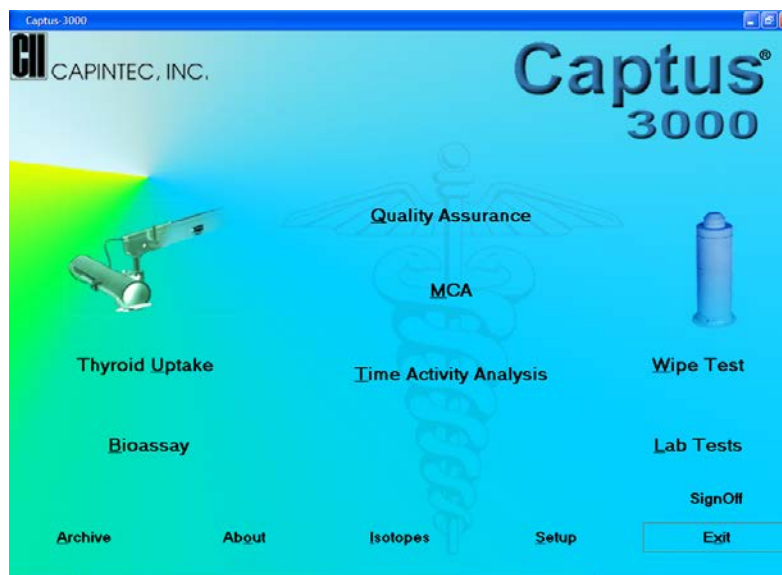 Captus-3000
CII CAPINTEC, INC.
Captus®
3000
Quality Assurance
MCA
Thyroid Uptake
Time Activity Analysis
Wipe Test
Bioassay
Lab Tests
SignOff
Archive
About
Isotopes
Setup
Exit